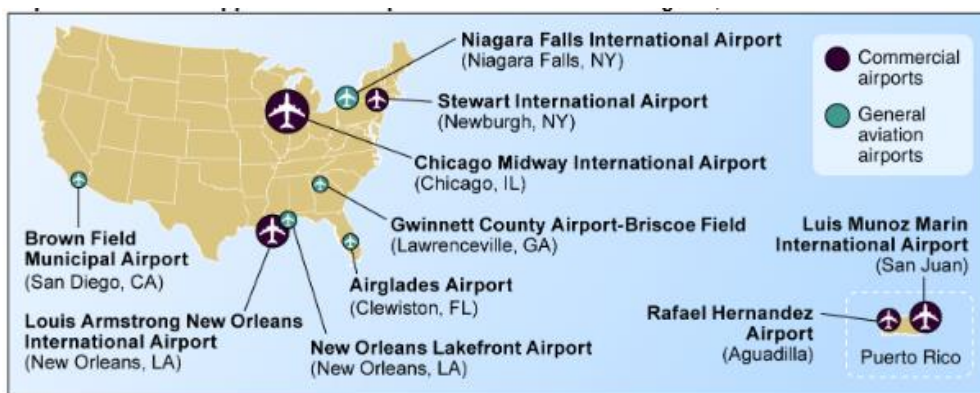 Niagara Falls International Airport
(Niagara Falls, NY)
Stewart International Airport
(Newburgh, NY)
Chicago Midway International Airport
(Chicago, IL)
Gwinnett County Airport-Briscoe Field
(Lawrenceville, GA)
Airglades Airport
(Clewiston, FL)
New Orleans Lakefront Airport
(New Orleans, LA)
Brown Field
Municipal Airport
(San Diego, CA)
Louis Armstrong New Orleans
International Airport
(New Orleans, LA)
Commercial
airports
General
aviation
airports
Luis Munoz Marin
International Airport
(San Juan)
Rafael Hernandez
Airport
(Aguadilla)
Puerto Rico